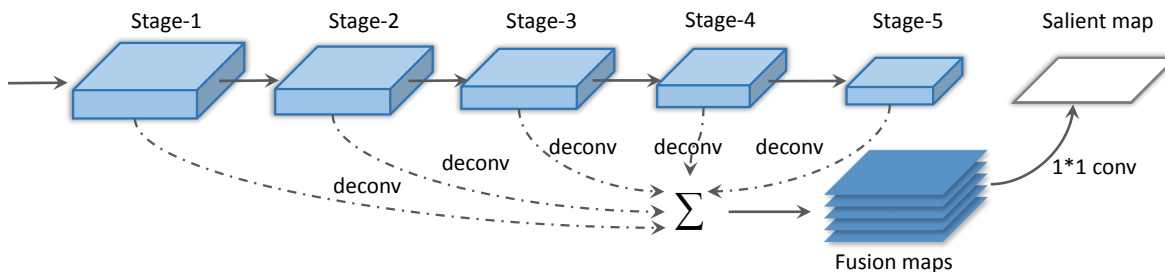 Stage-1
Stage-2
Stage-3
Stage-4
Stage-5
Salient map
deconv
deconv
deconv
deconv
deconv
1*1 conv
Σ
Fusion maps